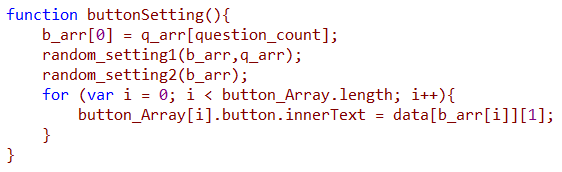 function buttonSetting(){
    b_arr[0] = q_arr[question_count];
    random_setting1(b_arr,q_arr);
    random_setting2(b_arr);
    for (var i = 0; i < button_Array.length; i++){
        button_Array[i].button.innerText = data[b_arr[i]][1];
    }
}